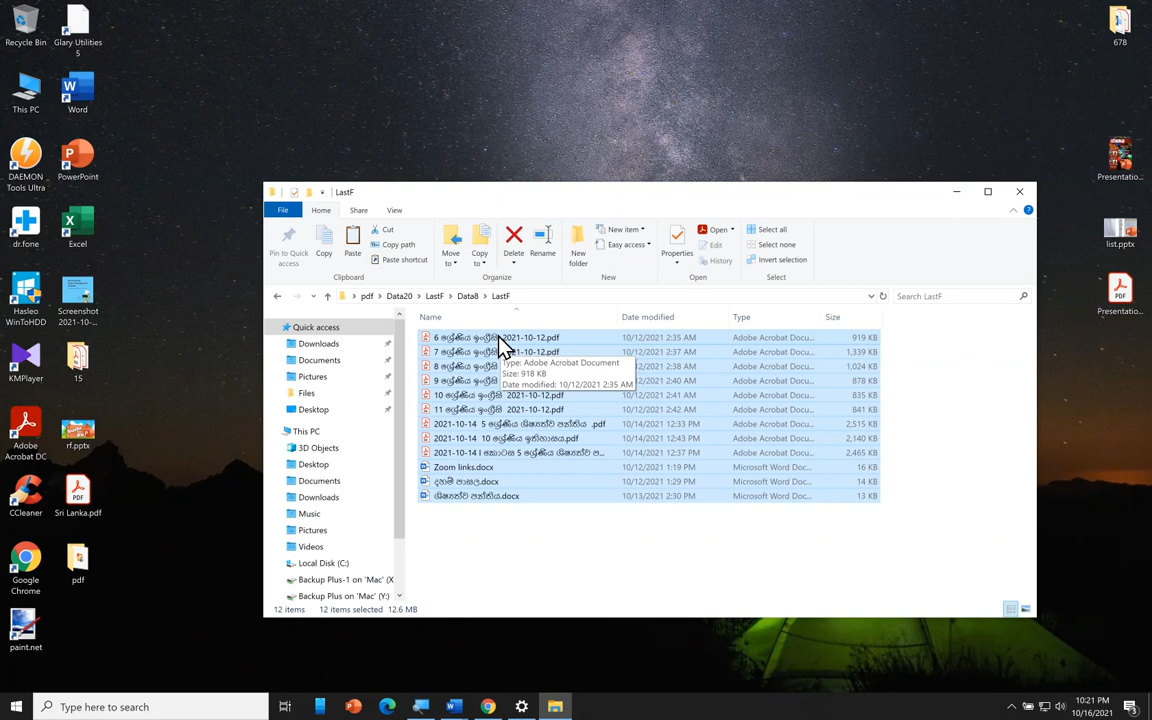 Recycle Bin
Glary Utilities 5
678
This PC
Word
DAEMON Tools Ultra
PowerPoint
Presentatio...
dr.fone
Excel
list.pptx
Hasleo WinToHDD
Screenshot 2021-10-...
Presentatio...
KMPlayer
15
Adobe Acrobat DC
rf.pptx
CCleaner
Sri Lanka.pdf
Google Chrome
pdf
paint.net
LastF
File Home Share View
Pin to Quick access
Copy
Paste
Cut
Copy path
Paste shortcut
Clipboard
Move to
Copy to
Delete
Rename
Organize
New folder
New item
Easy access
New
Properties
Open
Edit
History
Open
Select all
Select none
Invert selection
Select
pdf Data20 LastF Data8 LastF
Search LastF
Quick access
Downloads
Documents
Pictures
Files
Desktop
This PC
3D Objects
Desktop
Documents
Downloads
Music
Pictures
Videos
Local Disk (C:)
Backup Plus-1 on 'Mac' (X
Backup Plus on 'Mac' (Y:)
Name Date modified Type Size
6 ශ්‍රේණිය ඉංග්‍රීසි 2021-10-12.pdf 10/12/2021 2:35 AM Adobe Acrobat Docu... 919 KB
7 ශ්‍රේණිය ඉංග්‍රීසි 21-10-12.pdf 10/12/2021 2:37 AM Adobe Acrobat Docu... 1,339 KB
8 ශ්‍රේණිය ඉංග්‍රීසි 10/12/2021 2:38 AM Adobe Acrobat Docu... 1,024 KB
9 ශ්‍රේණිය ඉංග්‍රීසි 10/12/2021 2:40 AM Adobe Acrobat Docu... 878 KB
10 ශ්‍රේණිය ඉංග්‍රීසි 2021-10-12.pdf 10/12/2021 2:41 AM Adobe Acrobat Docu... 835 KB
11 ශ්‍රේණිය ඉංග්‍රීසි 2021-10-12.pdf 10/12/2021 2:42 AM Adobe Acrobat Docu... 841 KB
2021-10-14 5 ශ්‍රේණිය ශිෂ්‍යත්ව පන්තිය .pdf 10/14/2021 12:33 PM Adobe Acrobat Docu... 2,515 KB
2021-10-14 10 ශ්‍රේණිය ඉතිහාසය.pdf 10/14/2021 12:43 PM Adobe Acrobat Docu... 2,140 KB
2021-10-14 I කොටස 5 ශ්‍රේණිය ශිෂ්‍යත්ව ප... 10/14/2021 12:37 PM Adobe Acrobat Docu... 2,465 KB
Zoom links.docx 10/12/2021 1:19 PM Microsoft Word Doc... 16 KB
දහම් පාසල.docx 10/12/2021 2:21 PM Microsoft Word Doc... 14 KB
ශිෂ්‍යත්ව පන්තිය.docx 10/13/2021 2:30 PM Microsoft Word Doc... 13 KB
Type: Adobe Acrobat Document
Size: 918 KB
Date modified: 10/12/2021 2:35 AM
12 items 12 items selected 12.6 MB
Type here to search
10:21 PM
10/16/2021
3